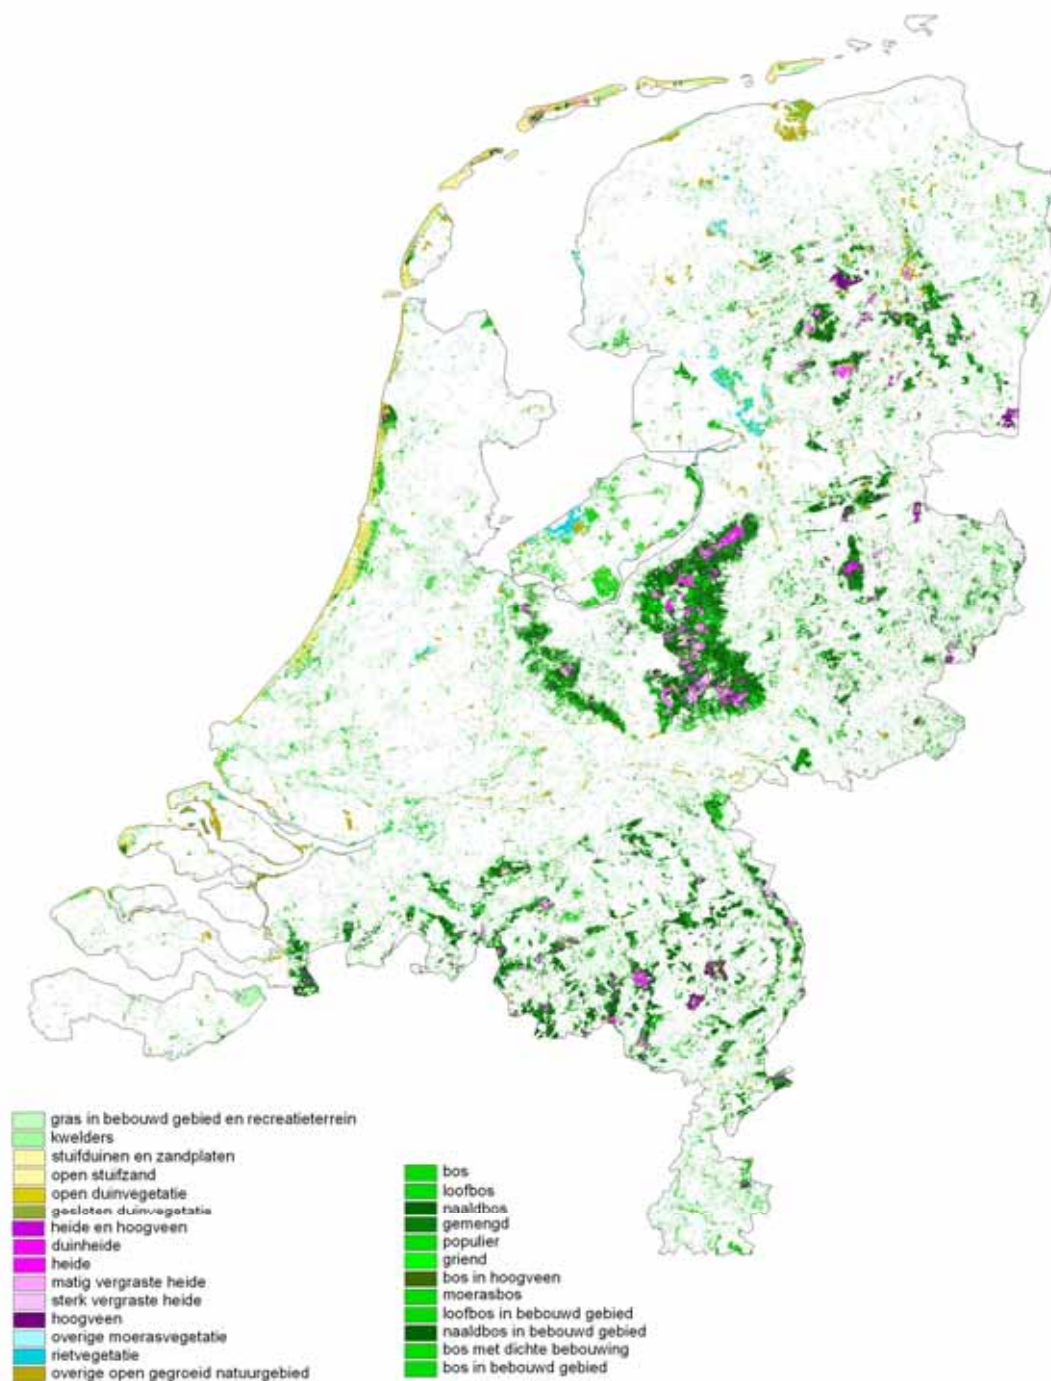 gras in bebouwd gebied en recreatieterrein
kwelders
stuifduinen en zandplaten
open stuifzand
open duinvegetatie
gesloten duinvegetatie
heide en hoogveen
duinheide
heide
matig vergraste heide
sterk vergraste heide
hoogveen
overige moerasvegetatie
rietvegetatie
overige open gegroeid natuurgebied
bos
loofbos
naaldbos
gemengd
populier
griend
bos in hoogveen
moerasbos
loofbos in bebouwd gebied
naaldbos in bebouwd gebied
bos met dichte bebouwing
bos in bebouwd gebied